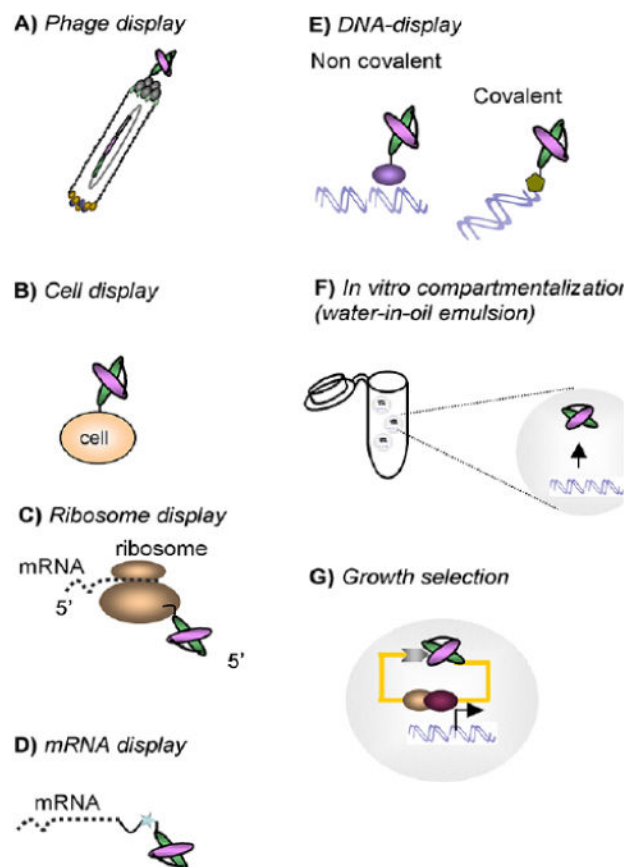 A) Phage display
B) Cell display
cell
C) Ribosome display
ribosome
mRNA
5’
5’
D) mRNA display
mRNA
E) DNA-display
Non covalent
Covalent
F) In vitro compartmentalization
(water-in-oil emulsion)
G) Growth selection